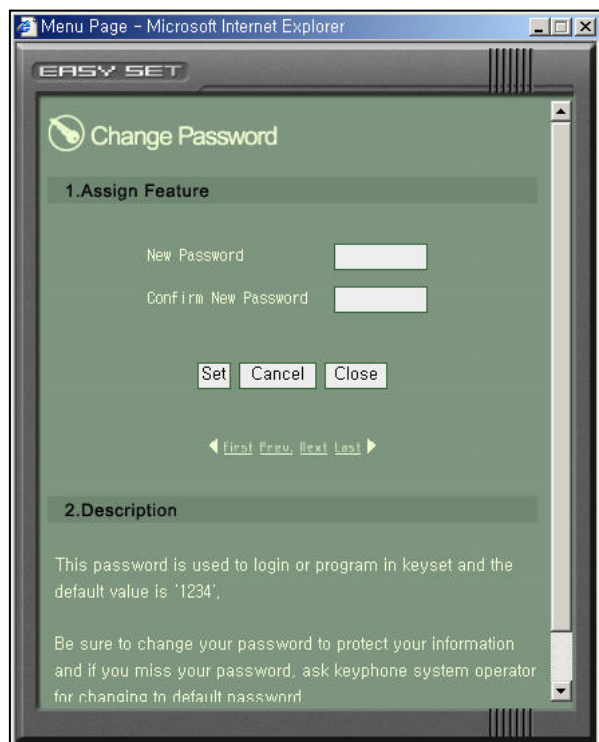 Menu Page - Microsoft Internet Explorer
EASY SET
Change Password
1.Assign Feature
New Password
Confirm New Password
Set Cancel Close
First Prev. Next Last
2.Description
This password is used to login or program in keyset and the
default value is '1234',
Be sure to change your password to protect your information
and if you miss your password, ask keyphone system operator
for changing to default password